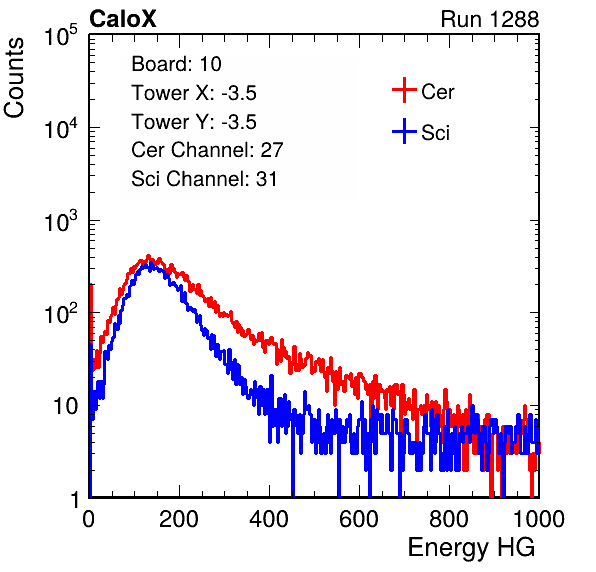 CaloX Run 1288
Counts
10^5
10^4
10^3
10^2
10
1
Board: 10
Tower X: -3.5
Tower Y: -3.5
Cer Channel: 27
Sci Channel: 31
Cer
Sci
0 200 400 600 800 1000
Energy HG